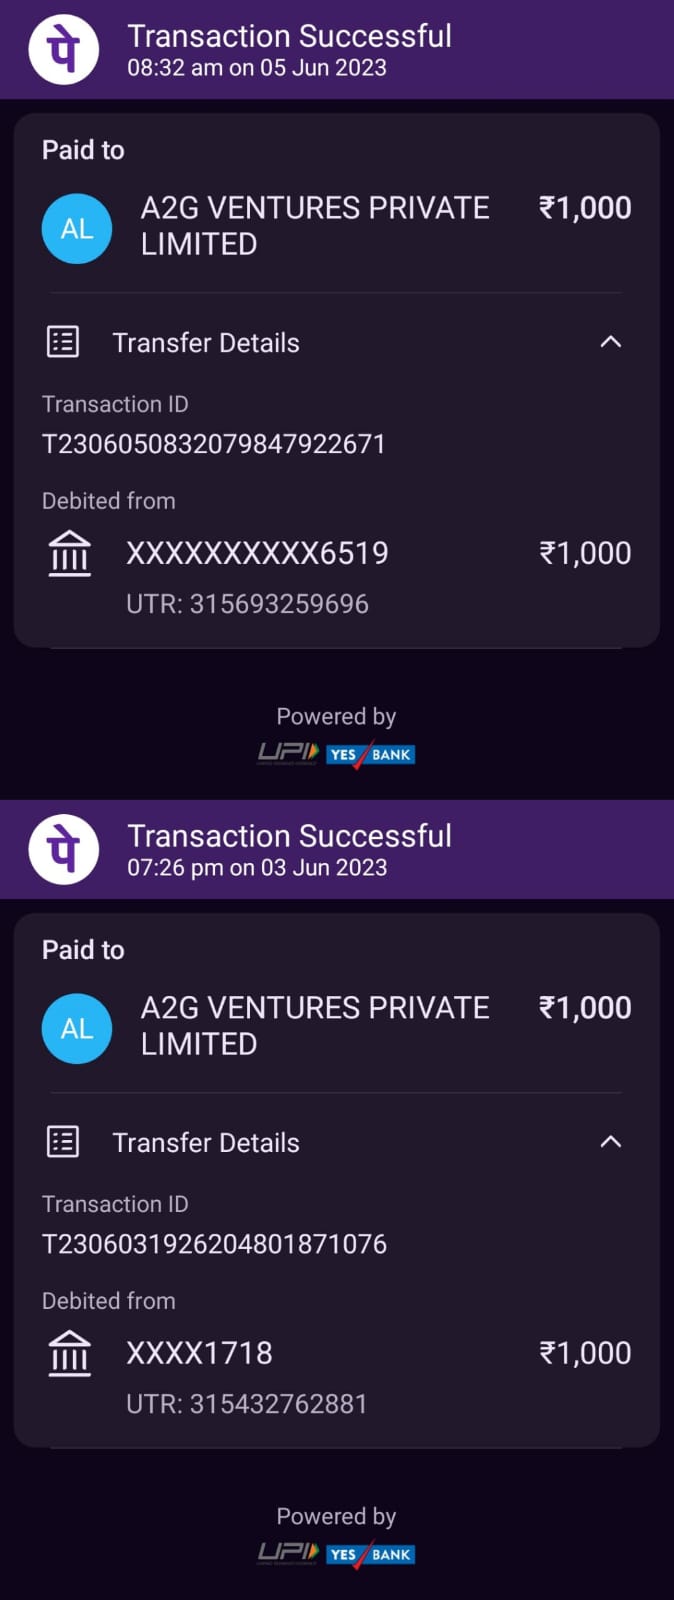 पे
Transaction Successful
08:32 am on 05 Jun 2023
Paid to
AL
A2G VENTURES PRIVATE
LIMITED
₹1,000
Transfer Details
Transaction ID
T2306050832079847922671
Debited from
XXXXXXXXXX6519
₹1,000
UTR: 315693259696
Powered by
UPI YES BANK
पे
Transaction Successful
07:26 pm on 03 Jun 2023
Paid to
AL
A2G VENTURES PRIVATE
LIMITED
₹1,000
Transfer Details
Transaction ID
T2306031926204801871076
Debited from
XXXX1718
₹1,000
UTR: 315432762881
Powered by
UPI YES BANK